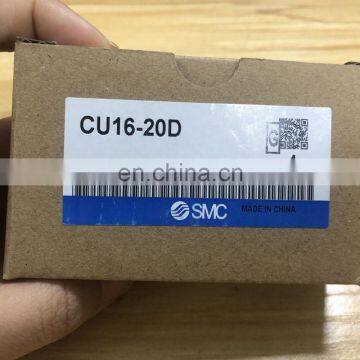 CU16-20D
G
SMC
MADE IN CHINA
en.china.cn